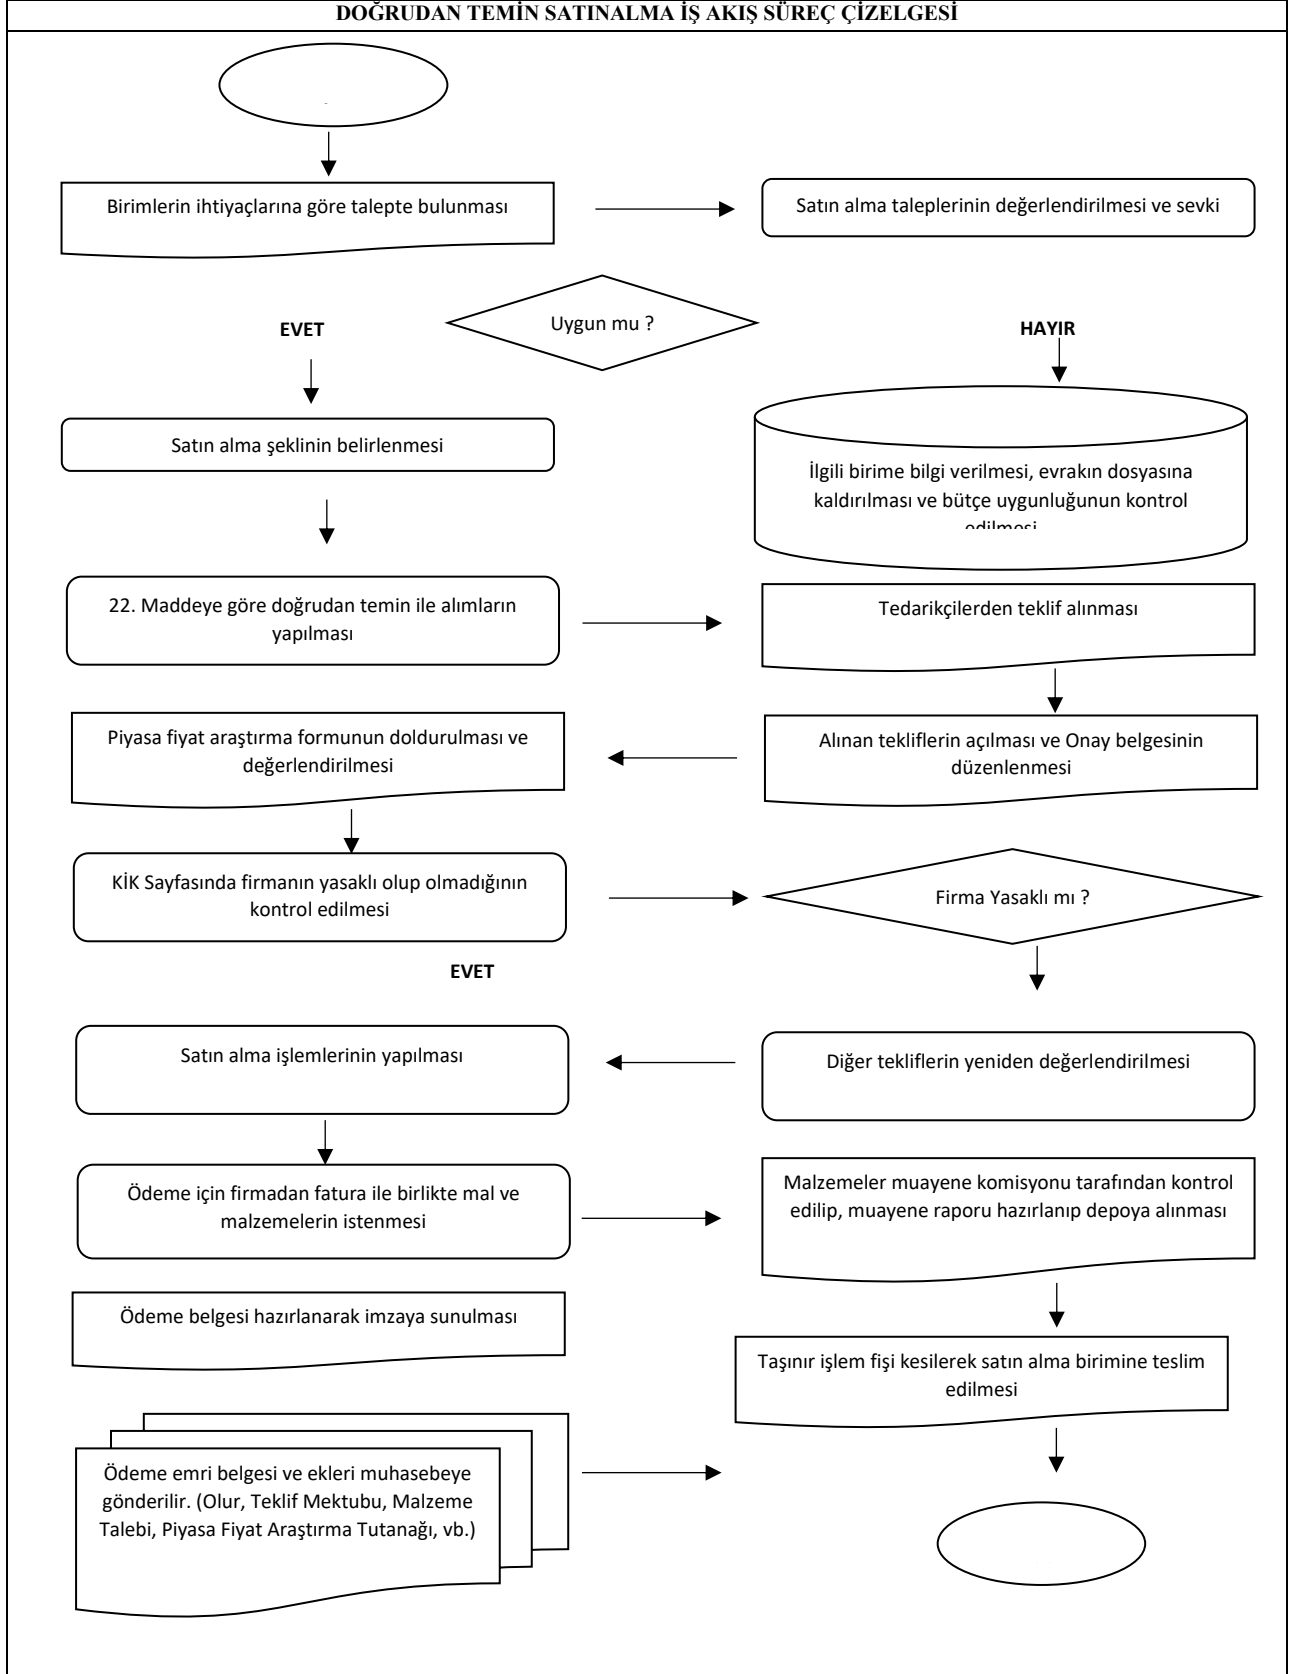 DOĞRUDAN TEMİN SATINALMA İŞ AKIŞ SÜREÇ ÇİZELGESİ
Birimlerin ihtiyaçlarına göre talepte bulunması
Satın alma taleplerinin değerlendirilmesi ve sevki
Uygun mu ?
EVET
HAYIR
Satın alma şeklinin belirlenmesi
İlgili birime bilgi verilmesi, evrakın dosyasına
kaldırılması ve bütçe uygunluğunun kontrol
edilmesi
22. Maddeye göre doğrudan temin ile alımların
yapılması
Tedarikçilerden teklif alınması
Alınan tekliflerin açılması ve Onay belgesinin
düzenlenmesi
Piyasa fiyat araştırma formunun doldurulması ve
değerlendirilmesi
KİK Sayfasında firmanın yasaklı olup olmadığının
kontrol edilmesi
Firma Yasaklı mı ?
EVET
Diğer tekliflerin yeniden değerlendirilmesi
Satın alma işlemlerinin yapılması
Ödeme için firmadan fatura ile birlikte mal ve
malzemelerin istenmesi
Malzemeler muayene komisyonu tarafından kontrol
edilip, muayene raporu hazırlanıp depoya alınması
Ödeme belgesi hazırlanarak imzaya sunulması
Taşınır işlem fişi kesilerek satın alma birimine teslim
edilmesi
Ödeme emri belgesi ve ekleri muhasebeye
gönderilir. (Olur, Teklif Mektubu, Malzeme
Talebi, Piyasa Fiyat Araştırma Tutanağı, vb.)